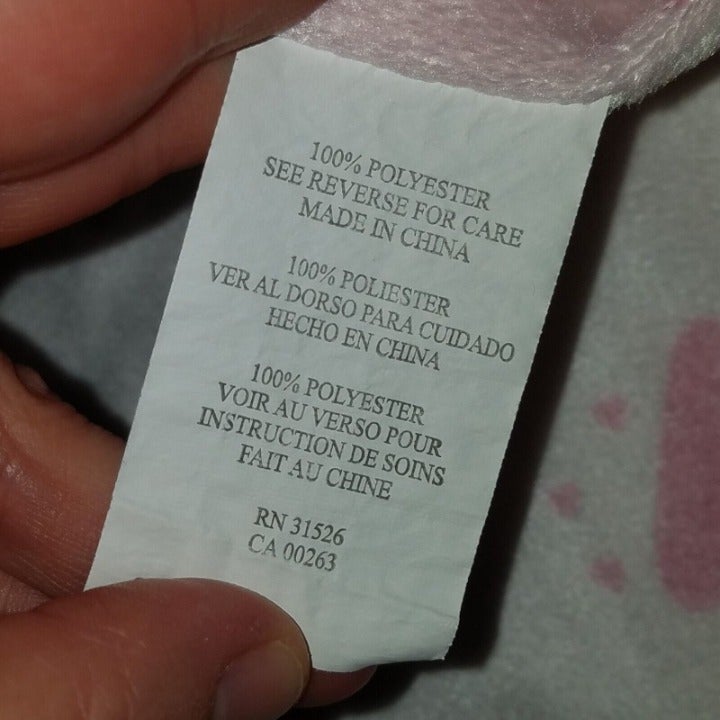 100% POLYESTER
SEE REVERSE FOR CARE
MADE IN CHINA
100% POLIESTER
VER AL DORSO PARA CUIDADO
HECHO EN CHINA
100% POLYESTER
VOIR AU VERSO POUR
INSTRUCTION DE SOINS
FAIT AU CHINE
RN 31526
CA 00263